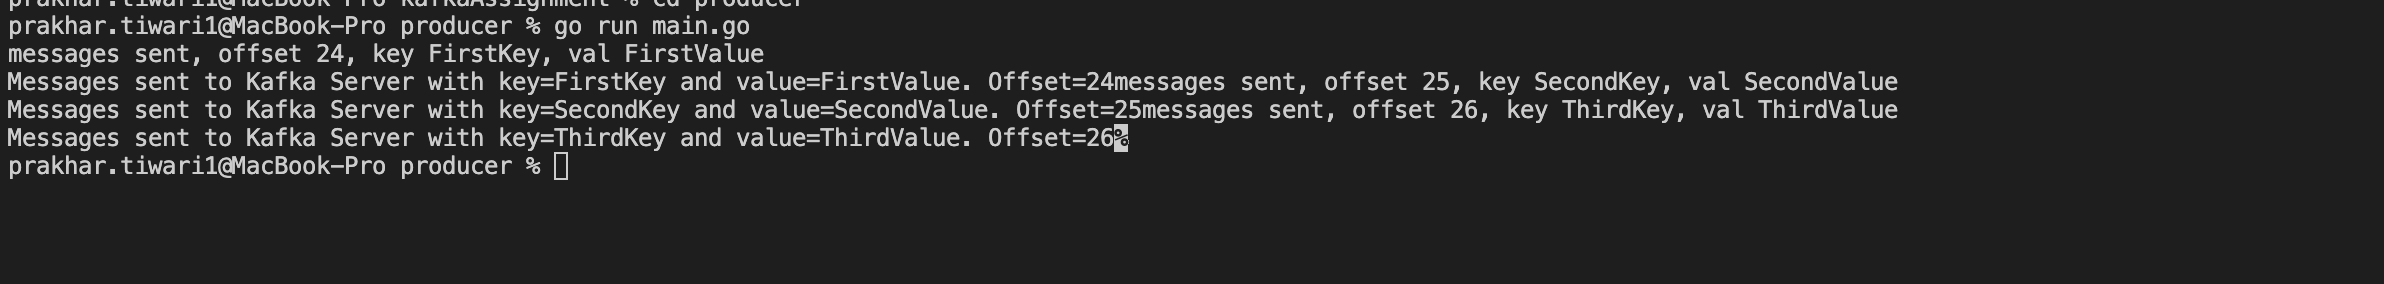 prakhar.tiwari1@MacBook-Pro KafkaAssignment % cd producer
prakhar.tiwari1@MacBook-Pro producer % go run main.go
messages sent, offset 24, key FirstKey, val FirstValue
Messages sent to Kafka Server with key=FirstKey and value=FirstValue. Offset=24messages sent, offset 25, key SecondKey, val SecondValue
Messages sent to Kafka Server with key=SecondKey and value=SecondValue. Offset=25messages sent, offset 26, key ThirdKey, val ThirdValue
Messages sent to Kafka Server with key=ThirdKey and value=ThirdValue. Offset=26%
prakhar.tiwari1@MacBook-Pro producer %